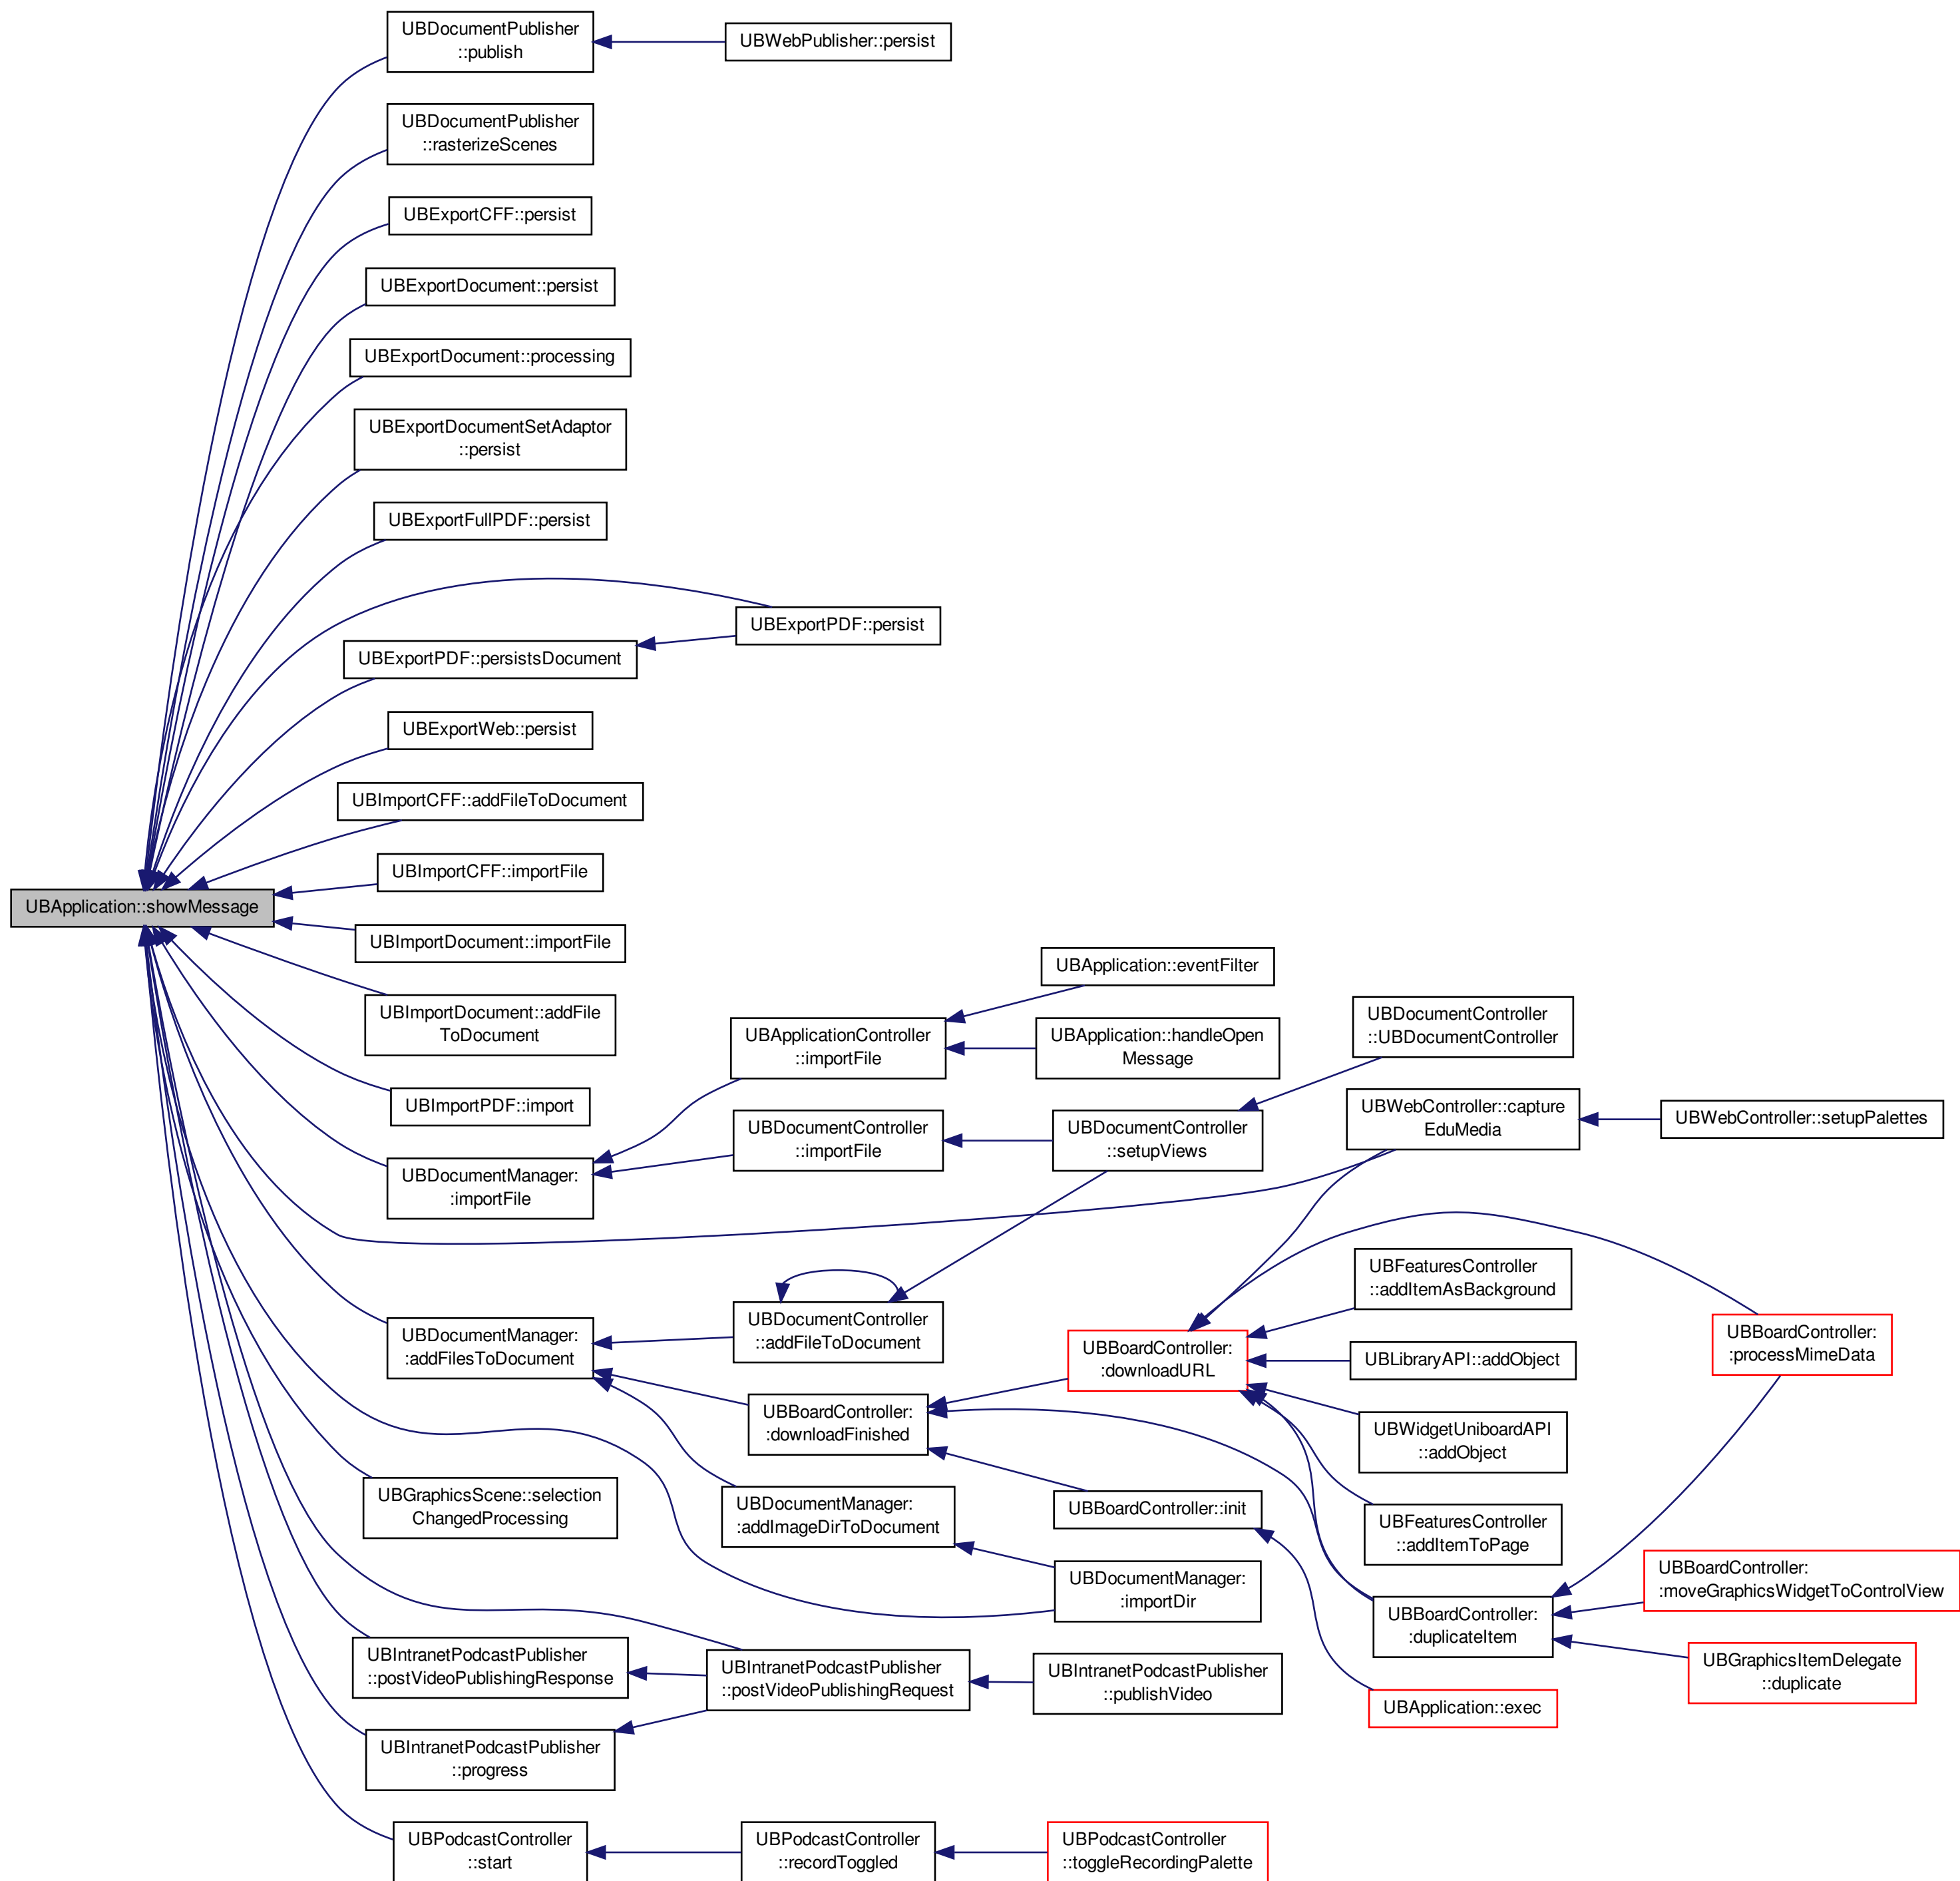 UBDocumentPublisher
::publish
UBWebPublisher::persist
UBDocumentPublisher
::rasterizeScenes
UBExportCFF::persist
UBExportDocument::persist
UBExportDocument::processing
UBExportDocumentSetAdaptor
::persist
UBExportFullPDF::persist
UBExportPDF::persist
UBExportPDF::persistsDocument
UBExportWeb::persist
UBImportCFF::addFileToDocument
UBImportCFF::importFile
UBApplication::showMessage
UBImportDocument::importFile
UBApplication::eventFilter
UBImportDocument::addFile
ToDocument
UBApplicationController
::importFile
UBApplication::handleOpen
Message
UBDocumentController
::UBDocumentController
UBImportPDF::import
UBWebController::capture
EduMedia
UBWebController::setupPalettes
UBDocumentController
::importFile
UBDocumentController
::setupViews
UBDocumentManager:
:importFile
UBFeaturesController
::addItemAsBackground
UBDocumentManager:
:addFilesToDocument
UBDocumentController
::addFileToDocument
UBBoardController:
:downloadURL
UBLibraryAPI::addObject
UBBoardController:
:processMimeData
UBBoardController:
:downloadFinished
UBWidgetUniboardAPI
::addObject
UBGraphicsScene::selection
ChangedProcessing
UBDocumentManager:
:addImageDirToDocument
UBBoardController::init
UBFeaturesController
::addItemToPage
UBDocumentManager:
:importDir
UBBoardController:
:duplicateItem
UBBoardController:
:moveGraphicsWidgetToControlView
UBIntranetPodcastPublisher
::postVideoPublishingResponse
UBIntranetPodcastPublisher
::postVideoPublishingRequest
UBIntranetPodcastPublisher
::publishVideo
UBApplication::exec
UBGraphicsItemDelegate
::duplicate
UBIntranetPodcastPublisher
::progress
UBPodcastController
::start
UBPodcastController
::recordToggled
UBPodcastController
::toggleRecordingPalette